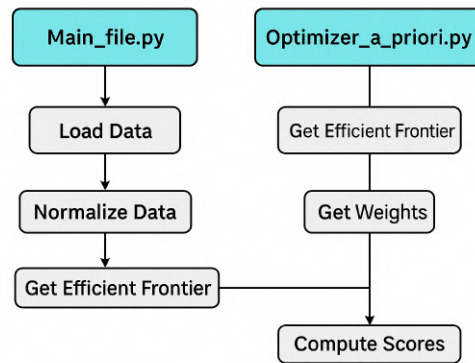 Main_file.py
Optimizer_a_priori.py
Load Data
Get Efficient Frontier
Normalize Data
Get Weights
Get Efficient Frontier
Compute Scores